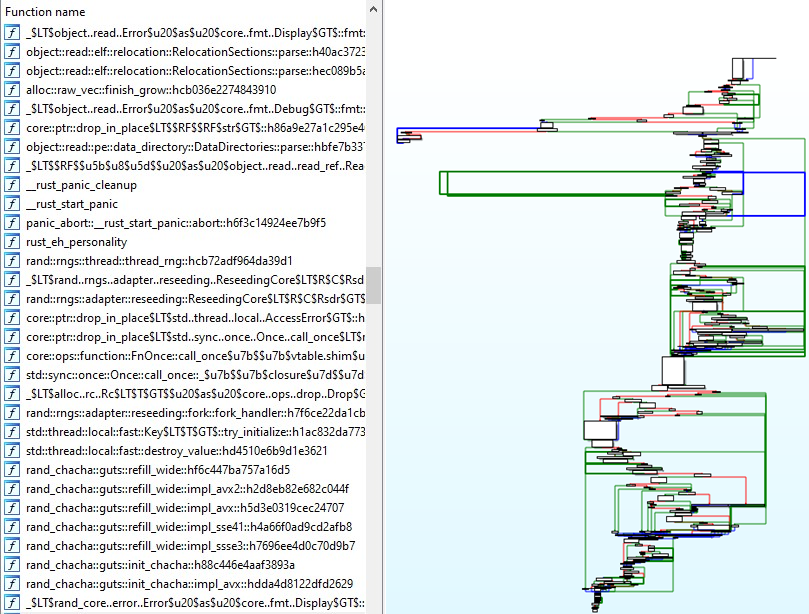 Function name
_$LT$object..read..Error$u20$as$u20$core..fmt..Display$GT$::fmt:
object::read::elf::relocation::RelocationSections::parse::h40ac3723
object::read::elf::relocation::RelocationSections::parse::hec089b5a
alloc::raw_vec::finish_grow::hcb036e2274843910
_$LT$object..read..Error$u20$as$u20$core..fmt..Debug$GT$::fmt:
core::ptr::drop_in_place$LT$$RF$$RF$str$GT$::h86a9e27a1c295e4
object::read::pe::data_directory::DataDirectories::parse::hbfe7b337
_$LT$$RF$$u5b$u8$u5d$$u20$as$u20$object..read..read_ref..Rea
__rust_panic_cleanup
__rust_start_panic
panic_abort::__rust_start_panic::abort::h6f3c14924ee7b9f5
rust_eh_personality
rand::rngs::thread::thread_rng::hcb72adf964da39d1
_$LT$rand..rngs..adapter..reseeding..ReseedingCore$LT$R$C$Rsd
rand::rngs::adapter::reseeding::ReseedingCore$LT$R$C$Rsdr$GT$
core::ptr::drop_in_place$LT$std..thread..local..AccessError$GT$::h
core::ptr::drop_in_place$LT$std..sync..once..Once..call_once$LT$r
core::ops::function::FnOnce::call_once$u7b$$u7b$vtable.shim$u
std::sync::once::Once::call_once::_$u7b$$u7b$closure$u7d$$u7d
_$LT$alloc..rc..Rc$LT$T$GT$$u20$as$u20$core..ops..drop..Drop$G
rand::rngs::adapter::reseeding::fork::fork_handler::h7f6ce22da1cb
std::thread::local::fast::Key$LT$T$GT$::try_initialize::h1ac832da773
std::thread::local::fast::destroy_value::hd4510e6b9d1e3621
rand_chacha::guts::refill_wide::hf6c447ba757a16d5
rand_chacha::guts::refill_wide::impl_avx2::h2d8eb82e682c044f
rand_chacha::guts::refill_wide::impl_avx::h5d3e0319cec24707
rand_chacha::guts::refill_wide::impl_sse41::h4a66f0ad9cd2afb8
rand_chacha::guts::refill_wide::impl_ssse3::h7696ee4d0c70d9b7
rand_chacha::guts::init_chacha::h88c446e4aaf3893a
rand_chacha::guts::init_chacha::impl_avx::hdda4d8122dfd2629
_$LT$rand_core..error..Error$u20$as$u20$core..fmt..Display$GT$::